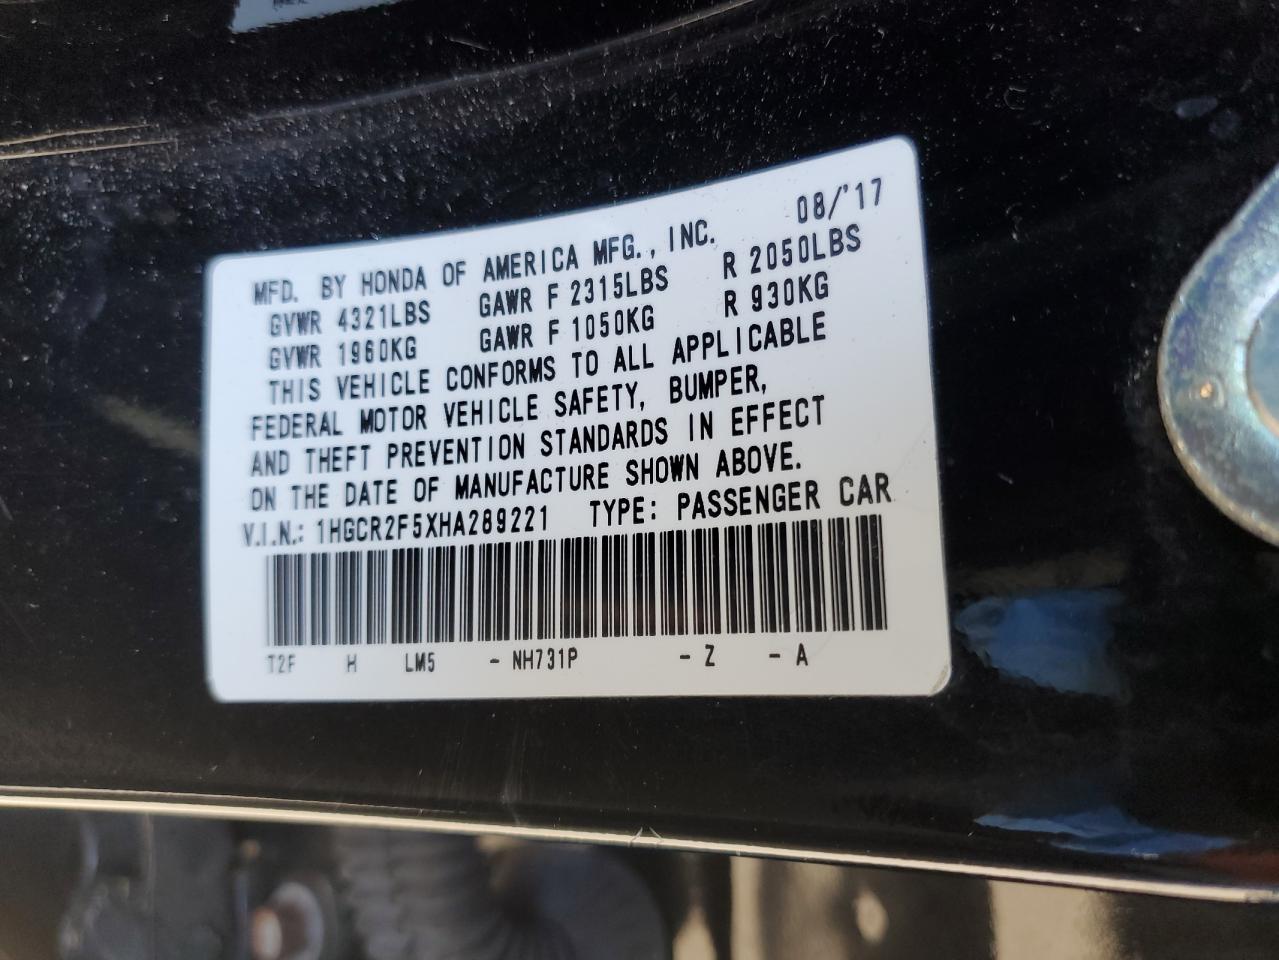 MFD. BY HONDA OF AMERICA MFG., INC. 08/'17
GVWR 4321LBS GAWR F 2315LBS R 2050LBS
GVWR 1960KG GAWR F 1050KG R 930KG
THIS VEHICLE CONFORMS TO ALL APPLICABLE
FEDERAL MOTOR VEHICLE SAFETY, BUMPER,
AND THEFT PREVENTION STANDARDS IN EFFECT
ON THE DATE OF MANUFACTURE SHOWN ABOVE.
V.I.N.: 1HGCR2F5XHA289221 TYPE: PASSENGER CAR
T2F H LM5 - NH731P - Z - A